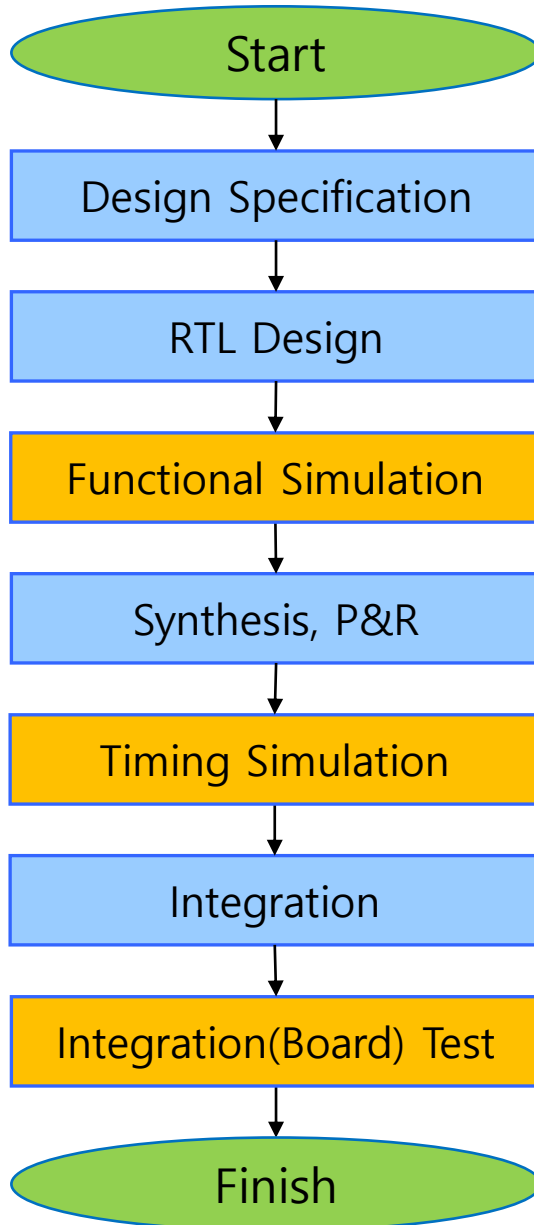 Start
Design Specification
RTL Design
Functional Simulation
Synthesis, P&R
Timing Simulation
Integration
Integration(Board) Test
Finish